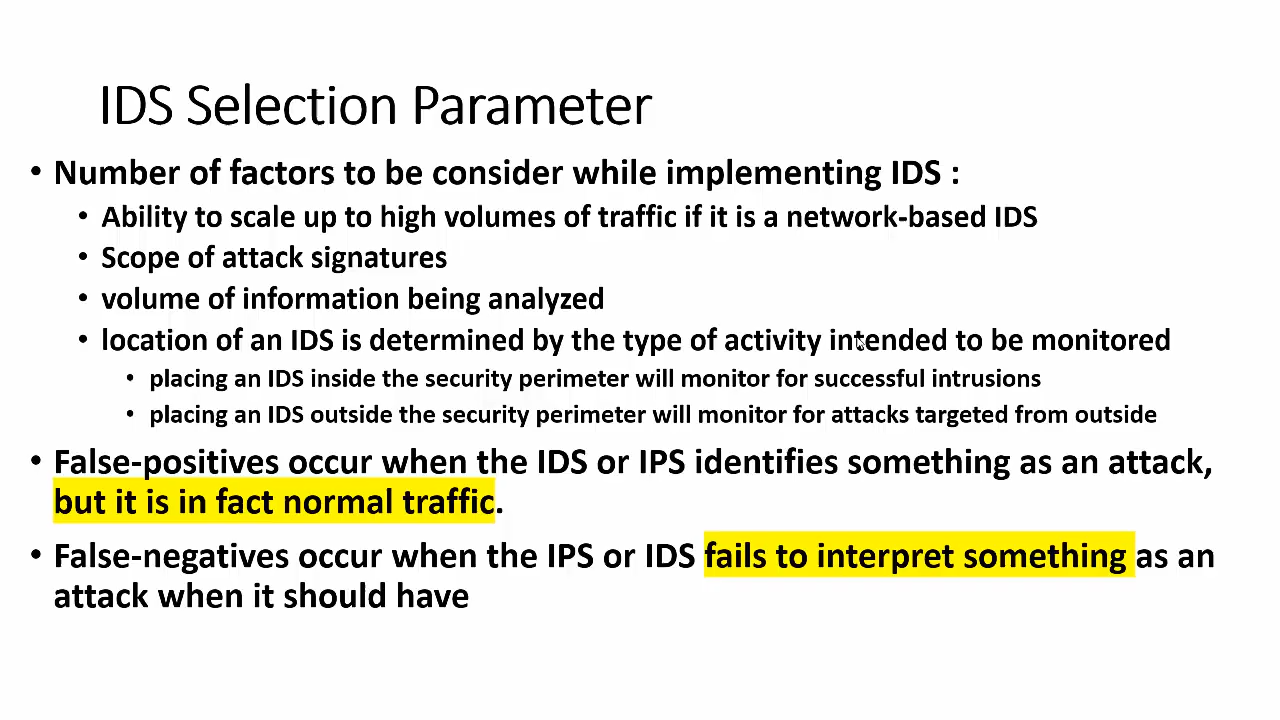 IDS Selection Parameter
• Number of factors to be consider while implementing IDS :
• Ability to scale up to high volumes of traffic if it is a network-based IDS
• Scope of attack signatures
• volume of information being analyzed
• location of an IDS is determined by the type of activity intended to be monitored
• placing an IDS inside the security perimeter will monitor for successful intrusions
• placing an IDS outside the security perimeter will monitor for attacks targeted from outside
• False-positives occur when the IDS or IPS identifies something as an attack,
but it is in fact normal traffic.
• False-negatives occur when the IPS or IDS fails to interpret something as an
attack when it should have